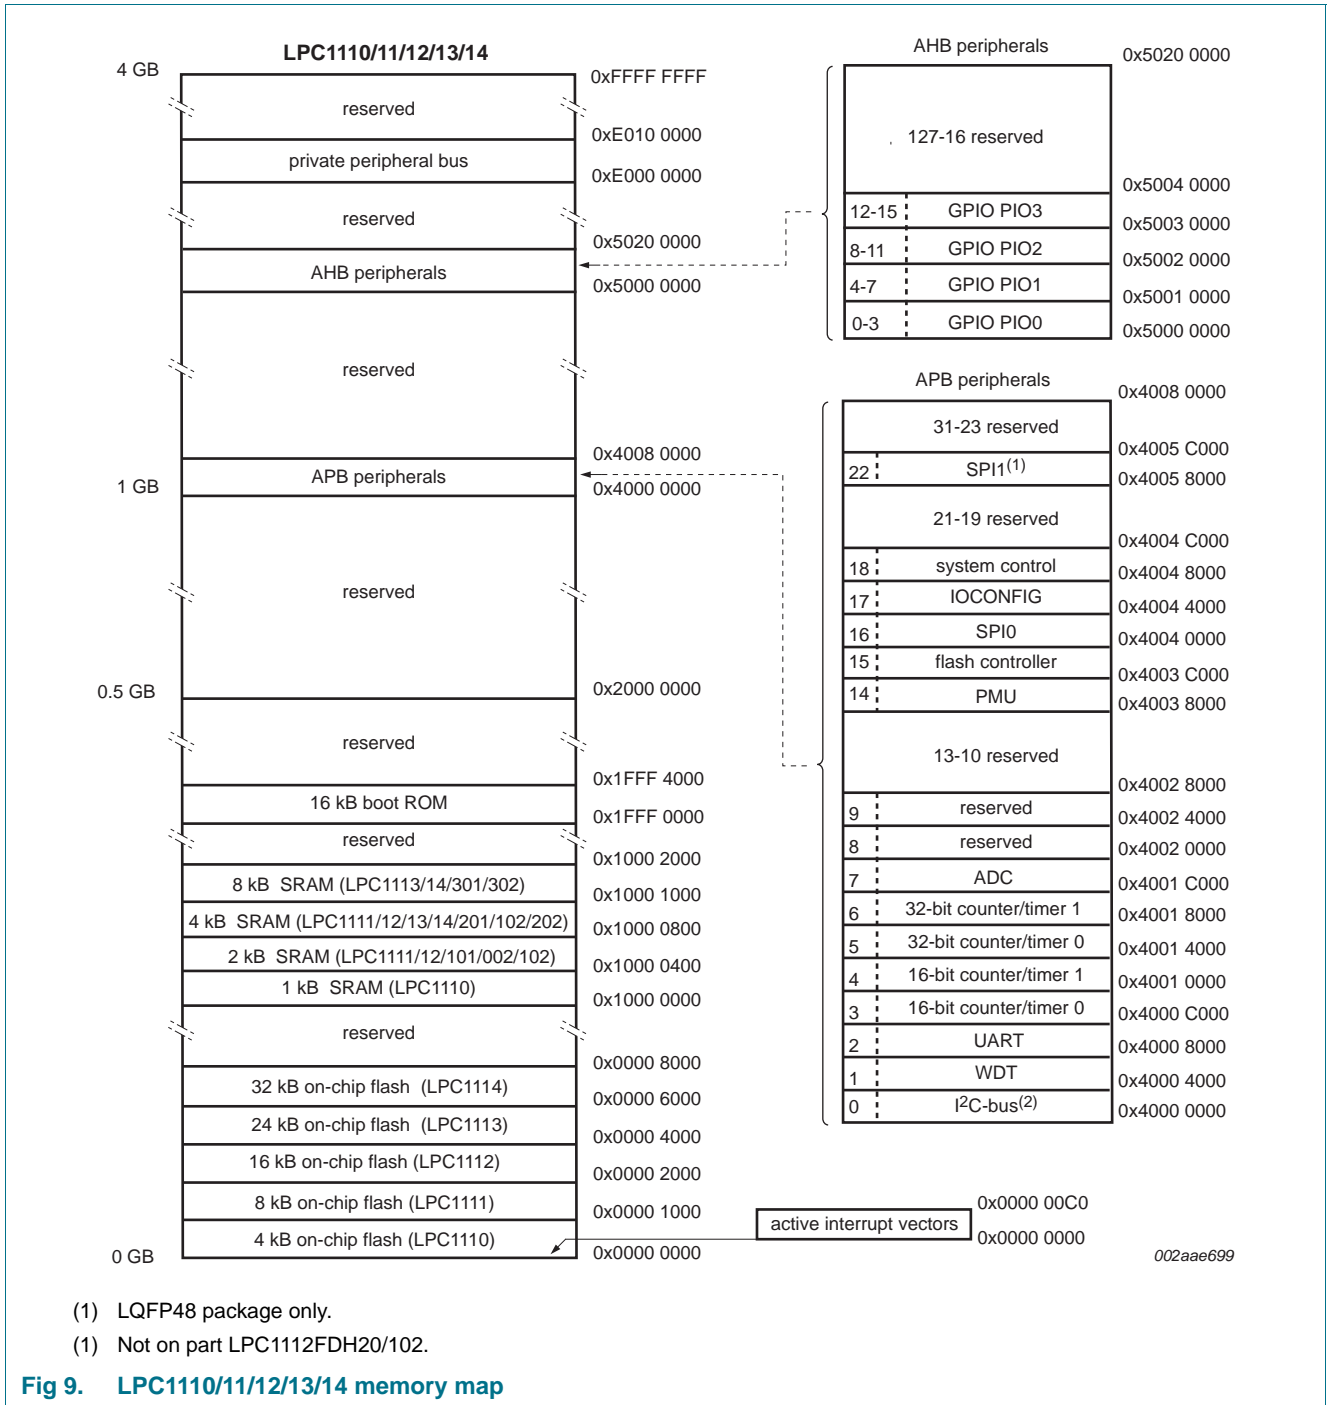 LPC1110/11/12/13/14
4 GB
0xFFFF FFFF
reserved
0xE010 0000
private peripheral bus
0xE000 0000
reserved
0x5020 0000
AHB peripherals
0x5000 0000
reserved
0x4008 0000
APB peripherals
1 GB
0x4000 0000
reserved
0.5 GB
0x2000 0000
reserved
0x1FFF 4000
16 kB boot ROM
0x1FFF 0000
reserved
0x1000 2000
8 kB SRAM (LPC1113/14/301/302)
0x1000 1000
4 kB SRAM (LPC1111/12/13/14/201/102/202)
0x1000 0800
2 kB SRAM (LPC1111/12/101/002/102)
0x1000 0400
1 kB SRAM (LPC1110)
0x1000 0000
reserved
0x0000 8000
32 kB on-chip flash (LPC1114)
0x0000 6000
24 kB on-chip flash (LPC1113)
0x0000 4000
16 kB on-chip flash (LPC1112)
0x0000 2000
8 kB on-chip flash (LPC1111)
0x0000 1000
4 kB on-chip flash (LPC1110)
0 GB
0x0000 0000
AHB peripherals
0x5020 0000
127-16 reserved
0x5004 0000
12-15 GPIO PIO3
0x5003 0000
8-11 GPIO PIO2
0x5002 0000
4-7 GPIO PIO1
0x5001 0000
0-3 GPIO PIO0
0x5000 0000
APB peripherals
0x4008 0000
31-23 reserved
0x4005 C000
22 SPI1(1)
0x4005 8000
21-19 reserved
0x4004 C000
18 system control
0x4004 8000
17 IOCONFIG
0x4004 4000
16 SPI0
0x4004 0000
15 flash controller
0x4003 C000
14 PMU
0x4003 8000
13-10 reserved
0x4002 8000
9 reserved
0x4002 4000
8 reserved
0x4002 0000
7 ADC
0x4001 C000
6 32-bit counter/timer 1
0x4001 8000
5 32-bit counter/timer 0
0x4001 4000
4 16-bit counter/timer 1
0x4001 0000
3 16-bit counter/timer 0
0x4000 C000
2 UART
0x4000 8000
1 WDT
0x4000 4000
0 I2C-bus(2)
0x4000 0000
0x0000 00C0
active interrupt vectors
0x0000 0000
002aae699
(1) LQFP48 package only.
(1) Not on part LPC1112FDH20/102.
Fig 9. LPC1110/11/12/13/14 memory map